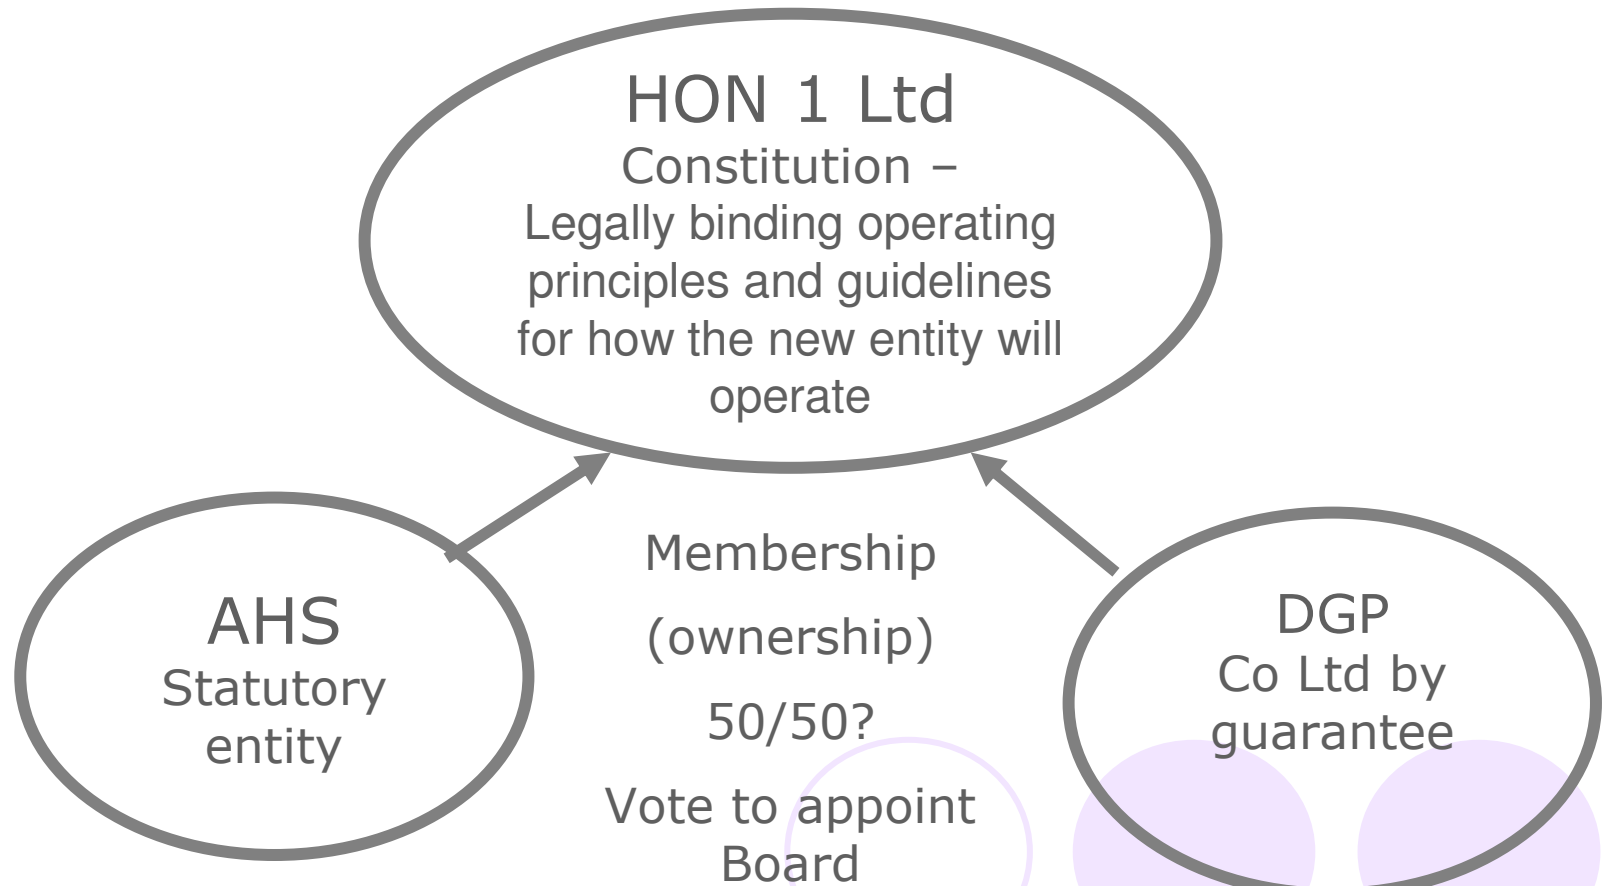 HON 1 Ltd
Constitution –
Legally binding operating
principles and guidelines
for how the new entity will
operate
AHS
Statutory
entity
Membership
(ownership)
50/50?
Vote to appoint
Board
DGP
Co Ltd by
guarantee